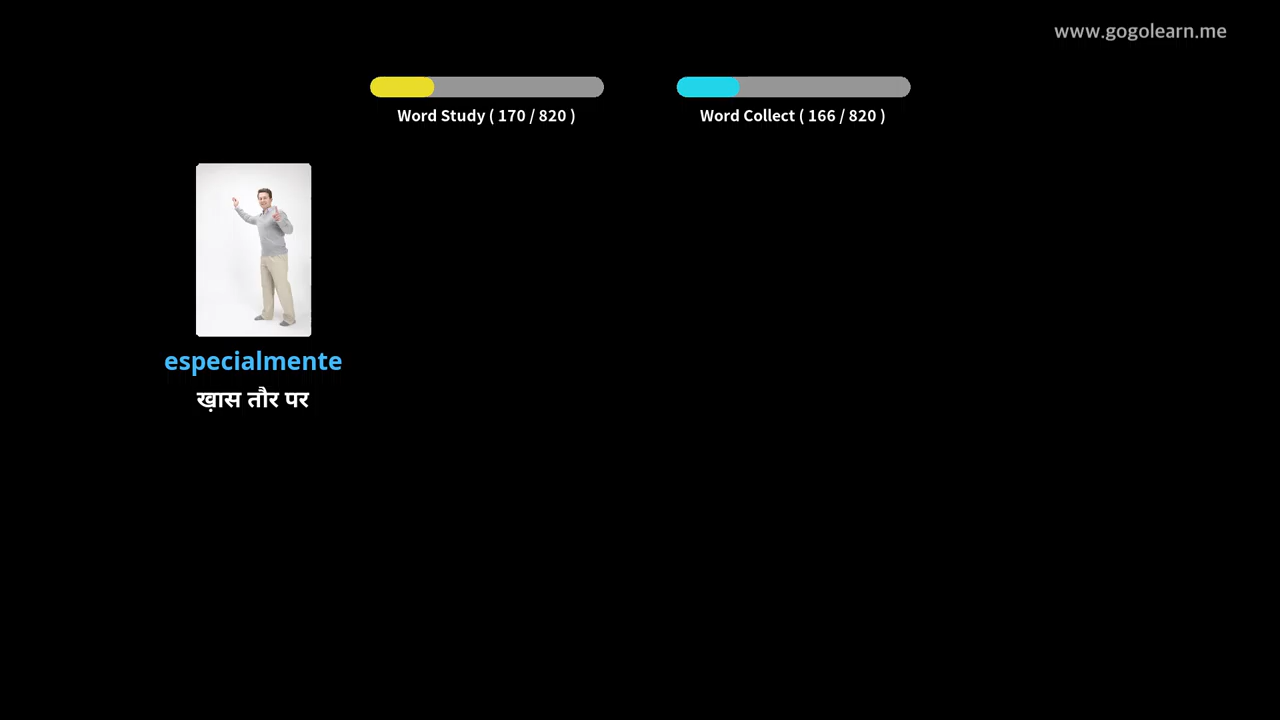 www.gogolearn.me
Word Study ( 170 / 820 )
Word Collect ( 166 / 820 )
especialmente
ख़ास तौर पर